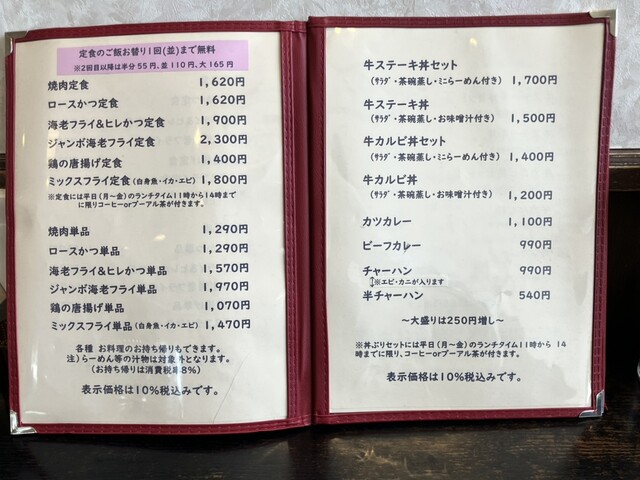 定食のご飯お替り1回(並)まで無料
※2回目以降は半分55円、並110円、大165円
焼肉定食 1,620円
ロースかつ定食 1,620円
海老フライ&ヒレかつ定食 1,900円
ジャンボ海老フライ定食 2,300円
鶏の唐揚げ定食 1,400円
ミックスフライ定食(白身魚・イカ・エビ) 1,800円
※定食には平日(月〜金)のランチタイム11時から14時まで
に限りコーヒーorプーアル茶が付きます。
焼肉単品 1,290円
ロースかつ単品 1,290円
海老フライ&ヒレかつ単品 1,570円
ジャンボ海老フライ単品 1,970円
鶏の唐揚げ単品 1,070円
ミックスフライ単品(白身魚・イカ・エビ) 1,470円
各種 お料理のお持ち帰りもできます。
注)らーめん等の汁物は対象外となります。
(お持ち帰りは消費税率8%)
表示価格は10%税込みです。
牛ステーキ丼セット
(サラダ・茶碗蒸し・ミニらーめん付き) 1,700円
牛ステーキ丼
(サラダ・茶碗蒸し・お味噌汁付き) 1,500円
牛カルビ丼セット
(サラダ・茶碗蒸し・ミニらーめん付き) 1,400円
牛カルビ丼
(サラダ・茶碗蒸し・お味噌汁付き) 1,200円
カツカレー 1,100円
ビーフカレー 990円
チャーハン 990円
※エビ・カニが入ります
半チャーハン 540円
〜大盛りは250円増し〜
※丼ぶりセットには平日(月〜金)のランチタイム11時から 14
時までに限り、コーヒーorプーアル茶が付きます。
表示価格は10%税込みです。